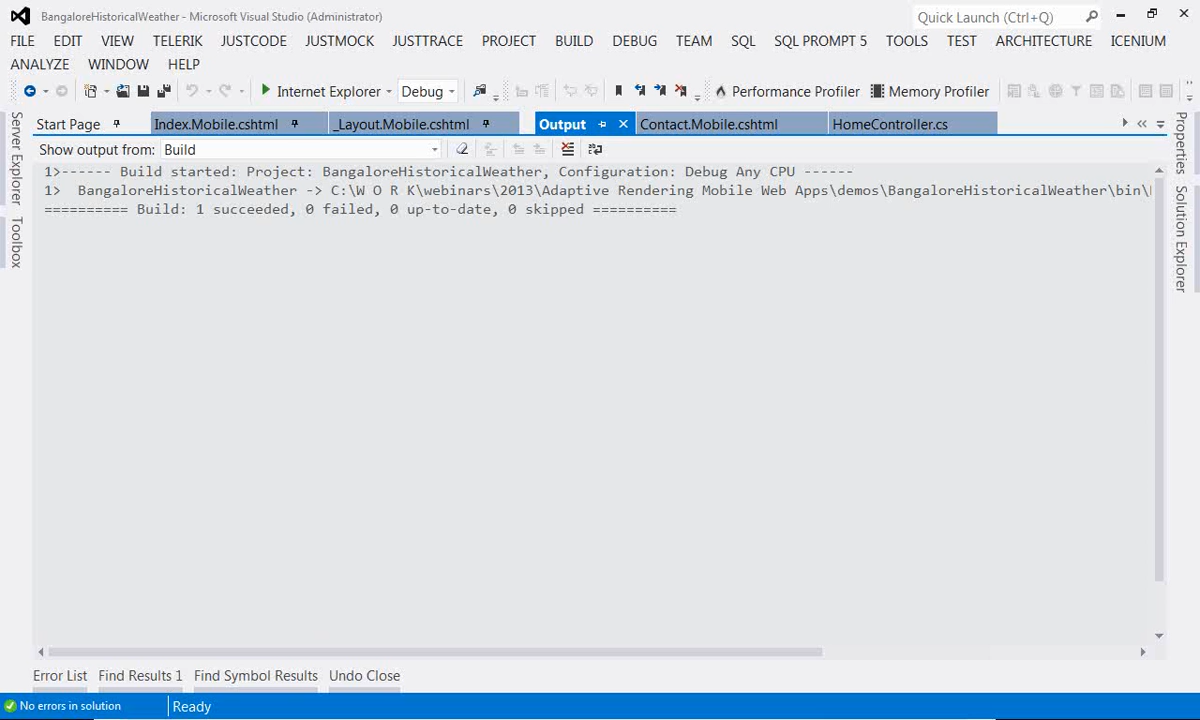 BangaloreHistoricalWeather - Microsoft Visual Studio (Administrator)
Quick Launch (Ctrl+Q)
FILE EDIT VIEW TELERIK JUSTCODE JUSTMOCK JUSTTRACE PROJECT BUILD DEBUG TEAM SQL SQL PROMPT 5 TOOLS TEST ARCHITECTURE ICENIUM
ANALYZE WINDOW HELP
Internet Explorer Debug Performance Profiler Memory Profiler
Start Page Index.Mobile.cshtml _Layout.Mobile.cshtml Output Contact.Mobile.cshtml HomeController.cs
Show output from: Build
1>------ Build started: Project: BangaloreHistoricalWeather, Configuration: Debug Any CPU ------
1> BangaloreHistoricalWeather -> C:\W O R K\webinars\2013\Adaptive Rendering Mobile Web Apps\demos\BangaloreHistoricalWeather\bin\
========== Build: 1 succeeded, 0 failed, 0 up-to-date, 0 skipped ==========
Server Explorer
Toolbox
Properties
Solution Explorer
Error List Find Results 1 Find Symbol Results Undo Close
No errors in solution Ready